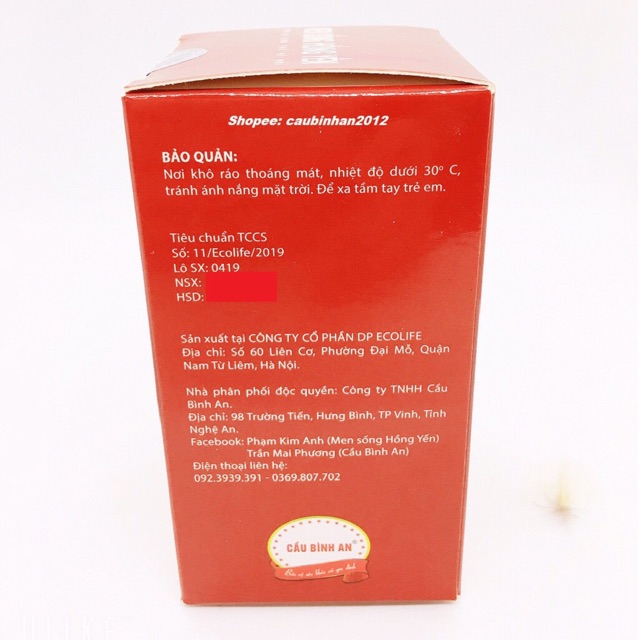 Shopee: caubinhan2012
BẢO QUẢN:
Nơi khô ráo thoáng mát, nhiệt độ dưới 30° C,
tránh ánh nắng mặt trời. Để xa tầm tay trẻ em.
Tiêu chuẩn TCCS
Số: 11/Ecolife/2019
Lô SX: 0419
NSX:
HSD:
Sản xuất tại CÔNG TY CỔ PHẦN DP ECOLIFE
Địa chỉ: Số 60 Liên Cơ, Phường Đại Mỗ, Quận
Nam Từ Liêm, Hà Nội.
Nhà phân phối độc quyền: Công ty TNHH Cầu
Bình An.
Địa chỉ: 98 Trường Tiến, Hưng Bình, TP Vinh, Tỉnh
Nghệ An.
Facebook: Phạm Kim Anh (Men sống Hồng Yến)
Trần Mai Phương (Cầu Bình An)
Điện thoại liên hệ:
092.3939.391 - 0369.807.702
CẦU BÌNH AN